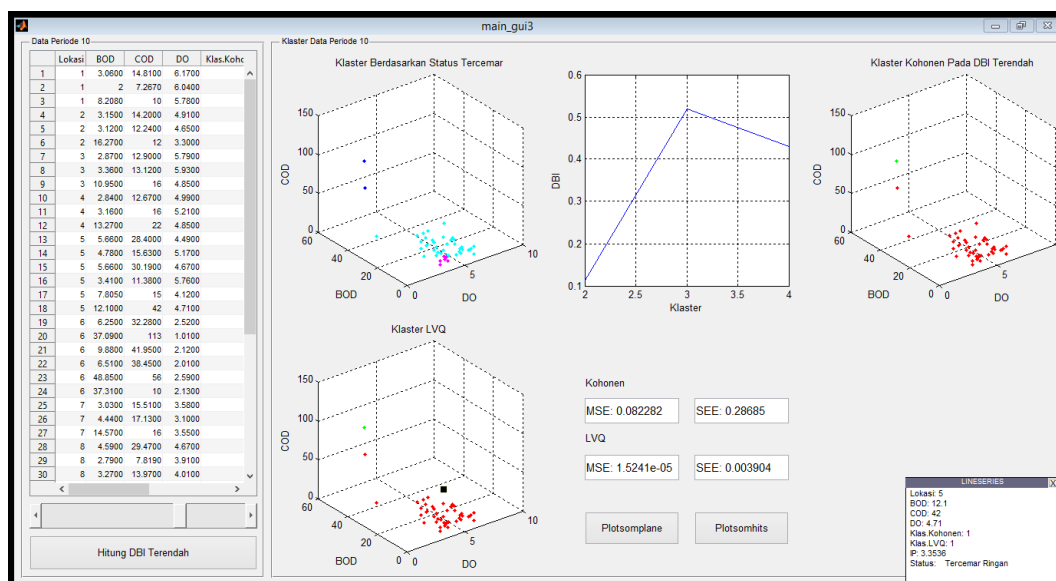 main_gui3
Data Periode 10
Lokasi BOD COD DO Klas.Koho
1 1 3.0600 14.8100 6.1700
2 1 2 7.2670 6.0400
3 1 8.2080 10 5.7800
4 2 3.1500 14.2000 4.9100
5 2 3.1200 12.2400 4.6500
6 2 16.2700 12 3.3000
7 3 2.8700 12.9000 5.7900
8 3 3.3600 13.1200 5.9300
9 3 10.9500 16 4.8500
10 4 2.8400 12.6700 4.9900
11 4 3.1600 16 5.2100
12 4 13.2700 22 4.8500
13 5 5.6600 28.4000 4.4900
14 5 4.7800 15.6300 5.1700
15 5 5.6600 30.1900 4.6700
16 5 3.4100 11.3800 5.7600
17 5 7.8050 15 4.1200
18 5 12.1000 42 4.7100
19 6 6.2500 32.2800 2.5200
20 6 37.0900 113 1.0100
21 6 9.8800 41.9500 2.1200
22 6 6.5100 38.4500 2.0100
23 6 48.8500 56 2.5900
24 6 37.3100 10 2.1300
25 7 3.0300 15.5100 3.5800
26 7 4.4400 17.1300 3.1000
27 7 14.5700 16 3.5500
28 8 4.5900 29.4700 4.6700
29 8 2.7900 7.8190 3.9100
30 8 3.2700 13.9700 4.0100
Hitung DBI Terendah
Klaster Data Periode 10
Klaster Berdasarkan Status Tercemar
150
100
50
0
COD
60
40
20
0
BOD
0
5
10
DO
0.6
0.5
0.4
0.3
0.2
0.1
DBI
2 2.5 3 3.5 4
Klaster
Klaster Kohonen Pada DBI Terendah
150
100
50
0
COD
60
40
20
0
BOD
0
5
10
DO
Klaster LVQ
150
100
50
0
COD
60
40
20
0
BOD
0
5
10
DO
Kohonen
MSE: 0.082282 SEE: 0.28685
LVQ
MSE: 1.5241e-05 SEE: 0.003904
Plotsomplane Plotsomhits
LINESERIES X
Lokasi: 5
BOD: 12.1
COD: 42
DO: 4.71
Klas.Kohonen: 1
Klas.LVQ: 1
IP: 3.3536
Status: Tercemar Ringan